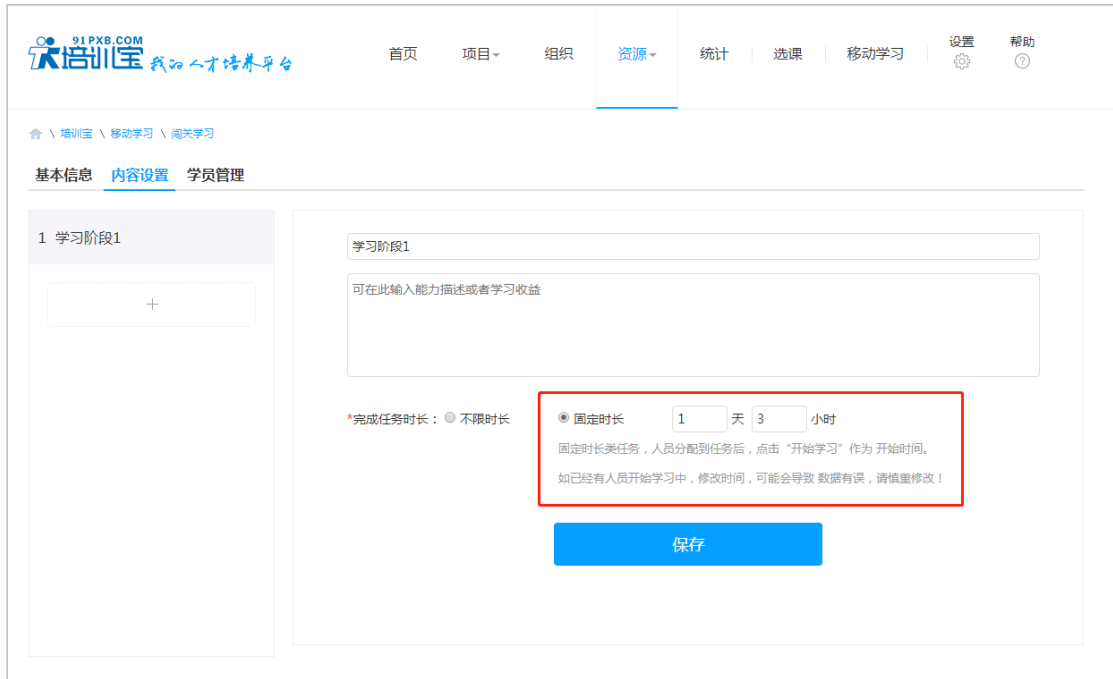 91PXB.COM
培训宝 我的人才培养平台
首页 项目 组织 资源 统计 选课 移动学习 设置 帮助
\ 培训宝 \ 移动学习 \ 闯关学习
基本信息 内容设置 学员管理
1 学习阶段1
+
学习阶段1
可在此输入能力描述或者学习收益
*完成任务时长： 不限时长 固定时长 1 天 3 小时
固定时长类任务，人员分配到任务后，点击“开始学习”作为 开始时间。
如已经有人员开始学习中，修改时间，可能会导致 数据有误，请慎重修改！
保存